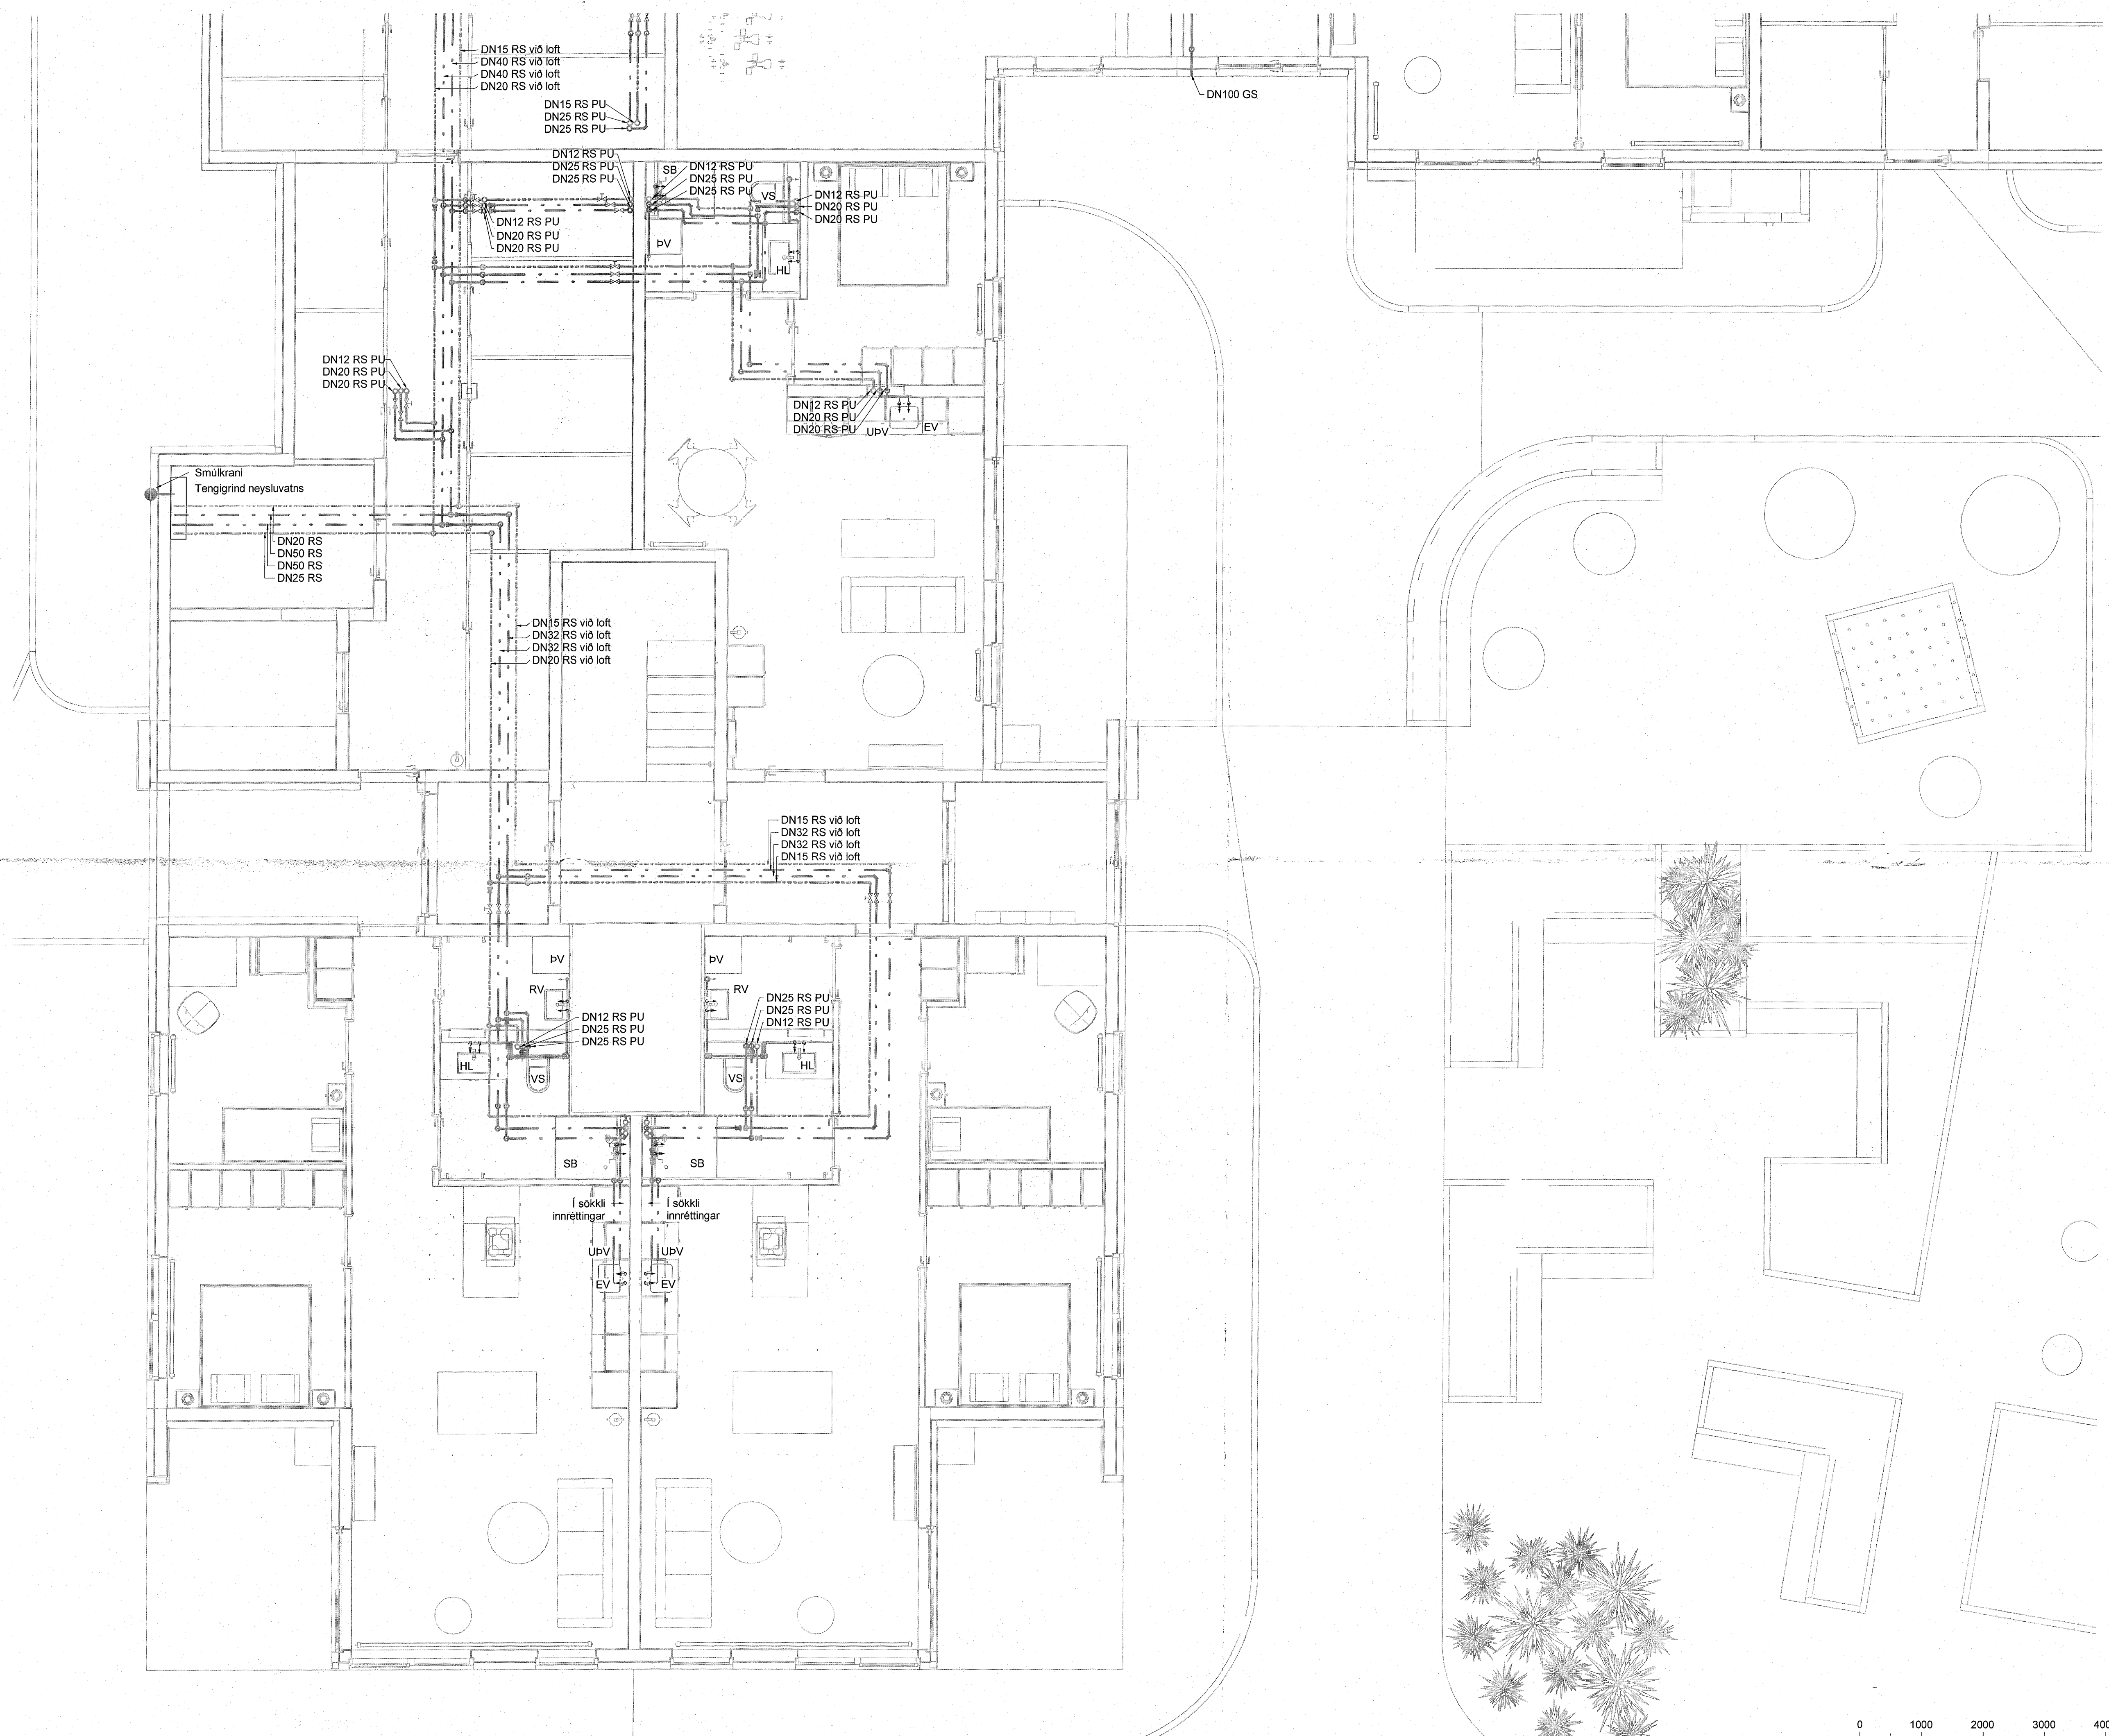 DN15 RS við loft
DN40 RS við loft
DN40 RS við loft
DN20 RS við loft
DN100 GS
DN15 RS PU
DN25 RS PU
DN25 RS PU
DN12 RS PU
DN25 RS PU
DN25 RS PU
SB
DN12 RS PU
DN25 RS PU
DN25 RS PU
VS
DN12 RS PU
DN20 RS PU
DN20 RS PU
DN12 RS PU
DN20 RS PU
DN20 RS PU
ÞV
HL
DN12 RS PU
DN20 RS PU
DN20 RS PU
DN12 RS PU
DN20 RS PU
DN20 RS PU
UÞV
EV
Smúlkrani
Tengigrind neysluvatns
DN20 RS
DN50 RS
DN50 RS
DN25 RS
DN15 RS við loft
DN32 RS við loft
DN32 RS við loft
DN20 RS við loft
DN15 RS við loft
DN32 RS við loft
DN32 RS við loft
DN15 RS við loft
ÞV
ÞV
RV
RV
DN25 RS PU
DN25 RS PU
DN12 RS PU
DN12 RS PU
DN25 RS PU
DN25 RS PU
HL
VS
VS
HL
SB
SB
Í sökkli
innréttingar
Í sökkli
innréttingar
UÞV
UÞV
EV
EV
0 1000 2000 3000